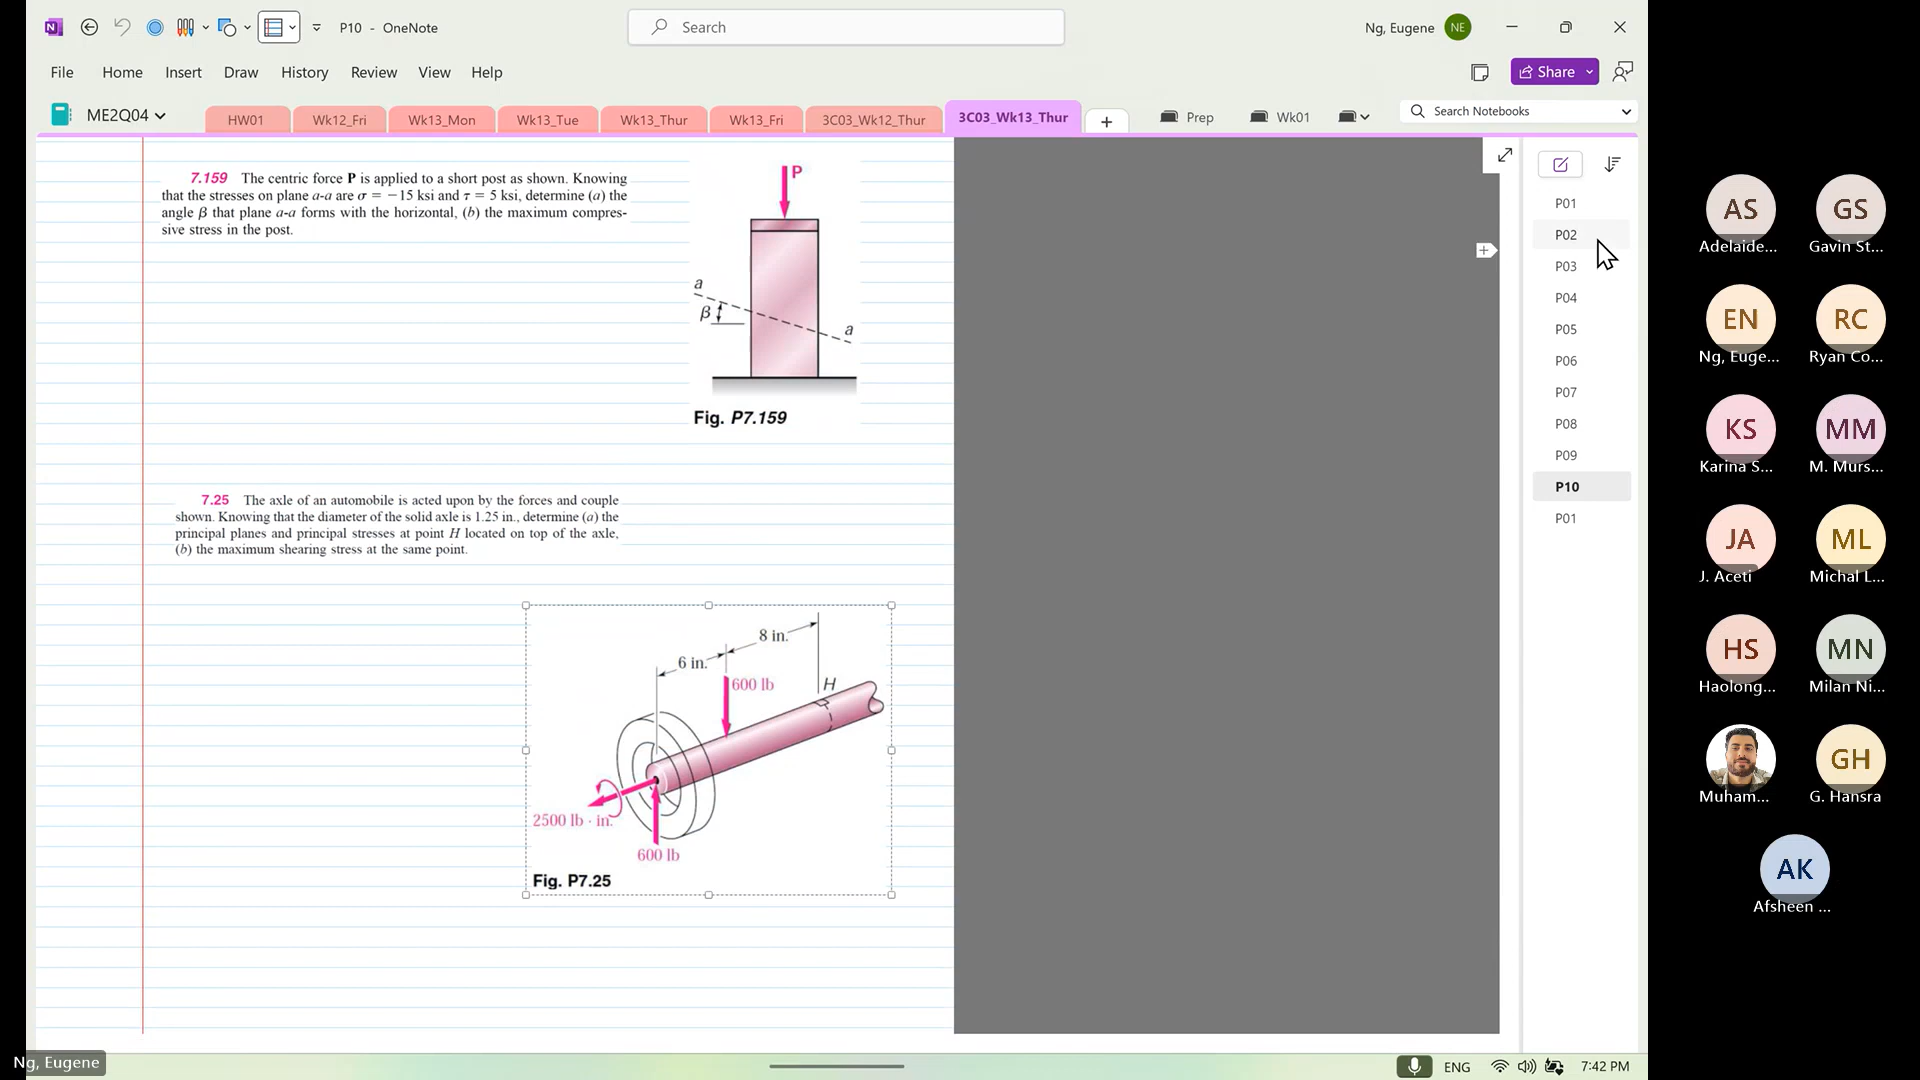 P10 - OneNote
Search
Ng, Eugene
NE
File Home Insert Draw History Review View Help
Share
ME2Q04
HW01 Wk12_Fri Wk13_Mon Wk13_Tue Wk13_Thur Wk13_Fri 3C03_Wk12_Thur 3C03_Wk13_Thur
Prep
Wk01
Search Notebooks
7.159 The centric force P is applied to a short post as shown. Knowing
that the stresses on plane a-a are σ = −15 ksi and τ = 5 ksi, determine (a) the
angle β that plane a-a forms with the horizontal, (b) the maximum compres-
sive stress in the post.
P
a
β
a
Fig. P7.159
7.25 The axle of an automobile is acted upon by the forces and couple
shown. Knowing that the diameter of the solid axle is 1.25 in., determine (a) the
principal planes and principal stresses at point H located on top of the axle,
(b) the maximum shearing stress at the same point.
8 in.
6 in.
600 lb
H
2500 lb · in.
600 lb
Fig. P7.25
P01
P02
P03
P04
P05
P06
P07
P08
P09
P10
P01
AS
Adelaide...
GS
Gavin St...
EN
Ng, Euge...
RC
Ryan Co...
KS
Karina S...
MM
M. Murs...
JA
J. Aceti
ML
Michal L...
HS
Haolong...
MN
Milan Ni...
Muham...
GH
G. Hansra
AK
Afsheen ...
Ng, Eugene
ENG
7:42 PM